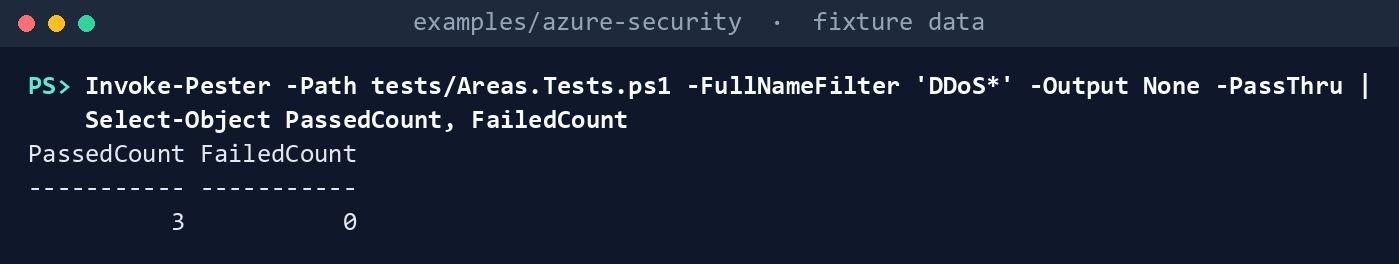 examples/azure-security · fixture data
PS> Invoke-Pester -Path tests/Areas.Tests.ps1 -FullNameFilter 'DDoS*' -Output None -PassThru |
    Select-Object PassedCount, FailedCount
PassedCount FailedCount
----------- -----------
          3           0